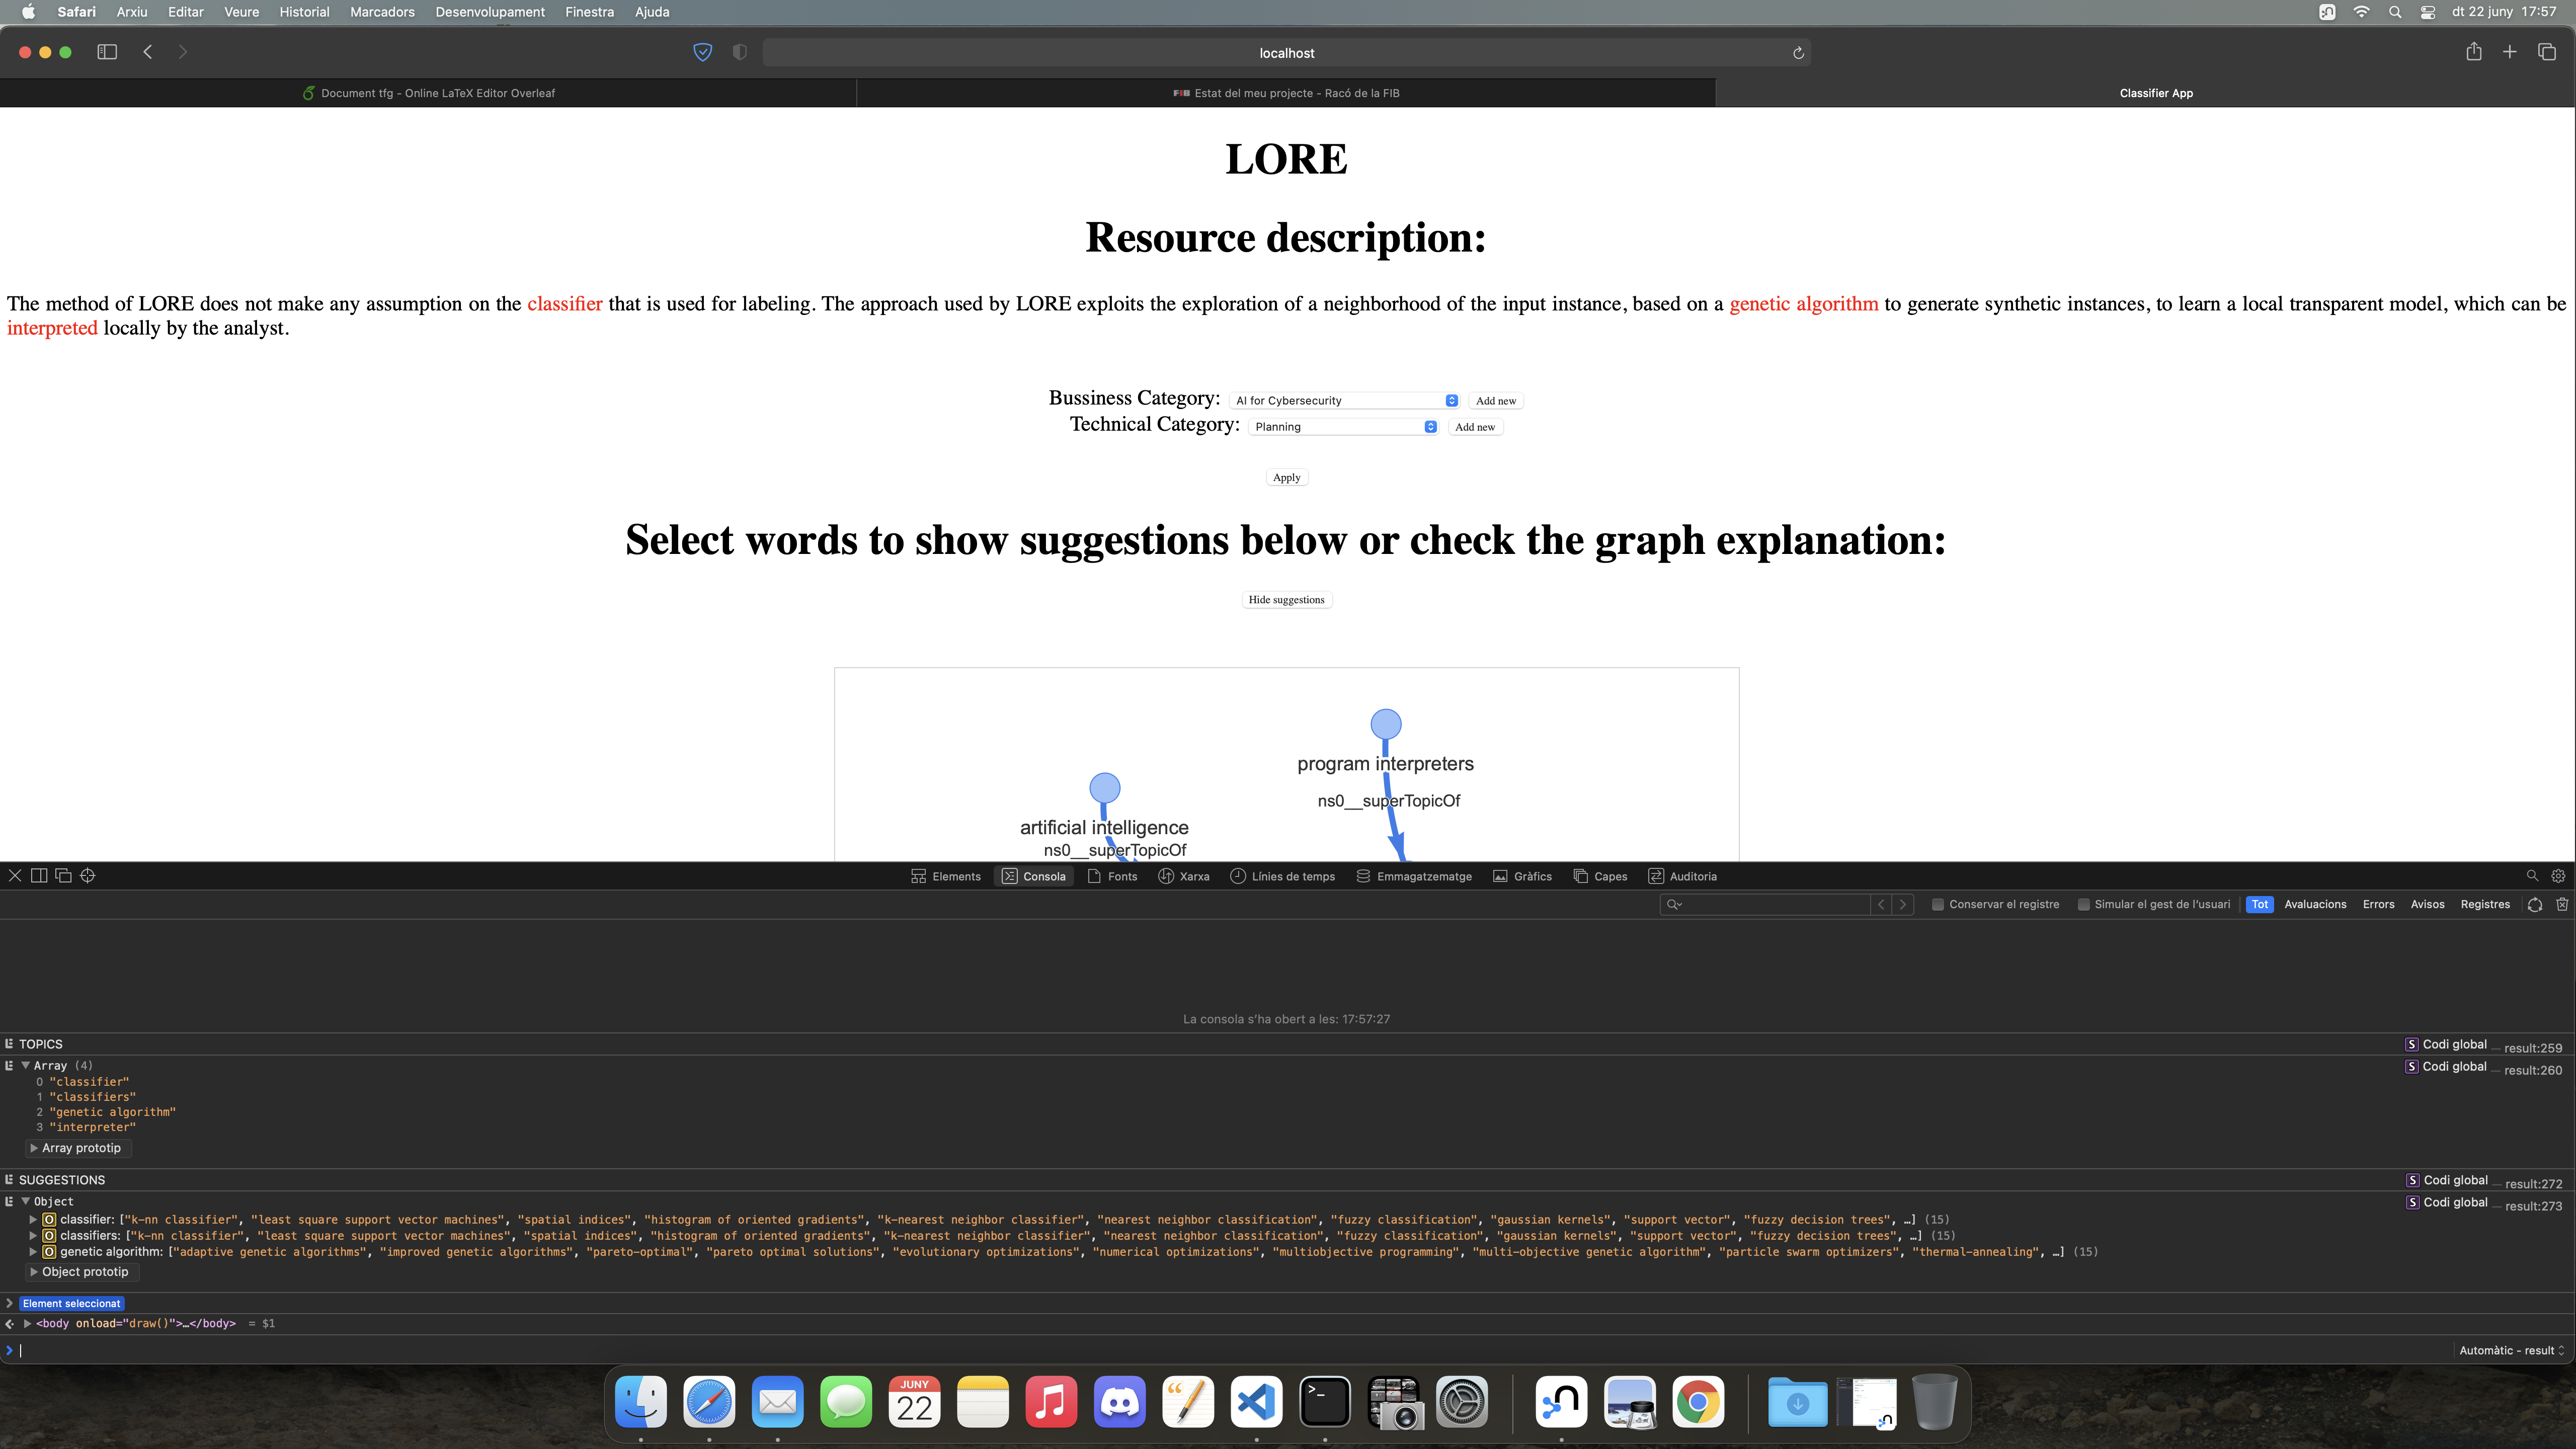 Safari Arxiu Editar Veure Historial Marcadors Desenvolupament Finestra Ajuda dt 22 juny 17:57
localhost
Document tfg - Online LaTeX Editor Overleaf FIB Estat del meu projecte - Racó de la FIB Classifier App
LORE
Resource description:
The method of LORE does not make any assumption on the classifier that is used for labeling. The approach used by LORE exploits the exploration of a neighborhood of the input instance, based on a genetic algorithm to generate synthetic instances, to learn a local transparent model, which can be
interpreted locally by the analyst.
Bussiness Category: AI for Cybersecurity Add new
Technical Category: Planning Add new
Apply
Select words to show suggestions below or check the graph explanation:
Hide suggestions
program interpreters
ns0__superTopicOf
artificial intelligence
ns0__superTopicOf
Elements Consola Fonts Xarxa Línies de temps Emmagatzematge Gràfics Capes Auditoria
Conservar el registre Simular el gest de l'usuari Tot Avaluacions Errors Avisos Registres
La consola s'ha obert a les: 17:57:27
TOPICS S Codi global — result:259
Array (4) S Codi global — result:260
0 "classifier"
1 "classifiers"
2 "genetic algorithm"
3 "interpreter"
Array prototip
SUGGESTIONS S Codi global — result:272
Object S Codi global — result:273
O classifier: ["k-nn classifier", "least square support vector machines", "spatial indices", "histogram of oriented gradients", "k-nearest neighbor classifier", "nearest neighbor classification", "fuzzy classification", "gaussian kernels", "support vector", "fuzzy decision trees", …] (15)
O classifiers: ["k-nn classifier", "least square support vector machines", "spatial indices", "histogram of oriented gradients", "k-nearest neighbor classifier", "nearest neighbor classification", "fuzzy classification", "gaussian kernels", "support vector", "fuzzy decision trees", …] (15)
O genetic algorithm: ["adaptive genetic algorithms", "improved genetic algorithms", "pareto-optimal", "pareto optimal solutions", "evolutionary optimizations", "numerical optimizations", "multiobjective programming", "multi-objective genetic algorithm", "particle swarm optimizers", "thermal-annealing", …] (15)
Object prototip
Element seleccionat
<body onload="draw()">…</body> = $1
Automàtic - result
JUNY
22